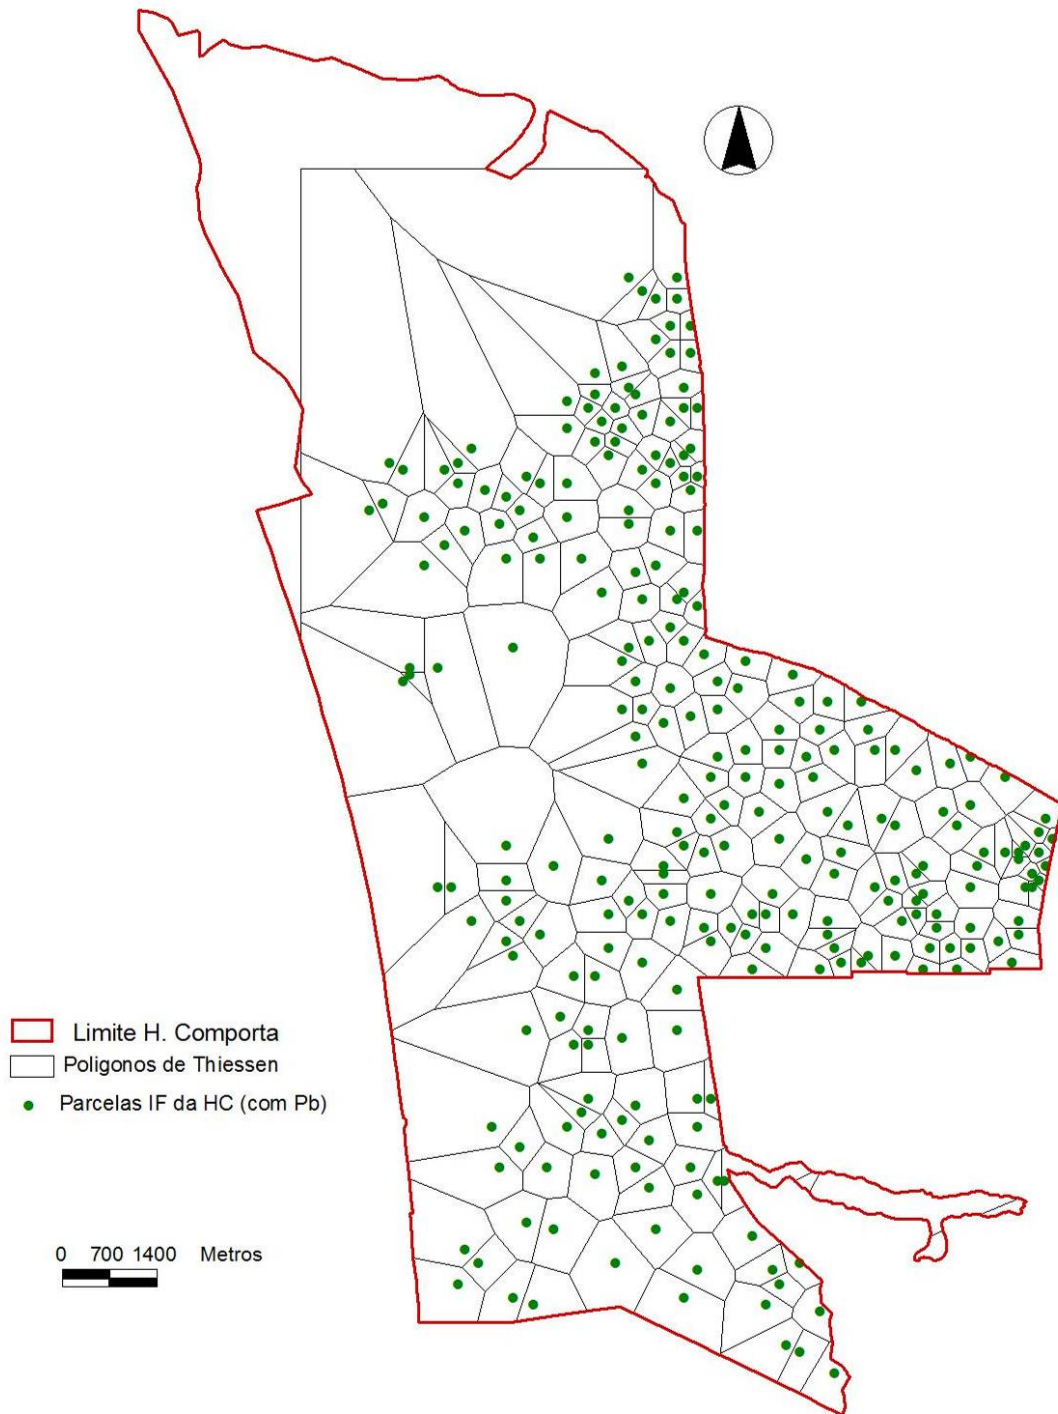 Limite H. Comporta
Poligonos de Thiessen
Parcelas IF da HC (com Pb)
0 700 1400 Metros